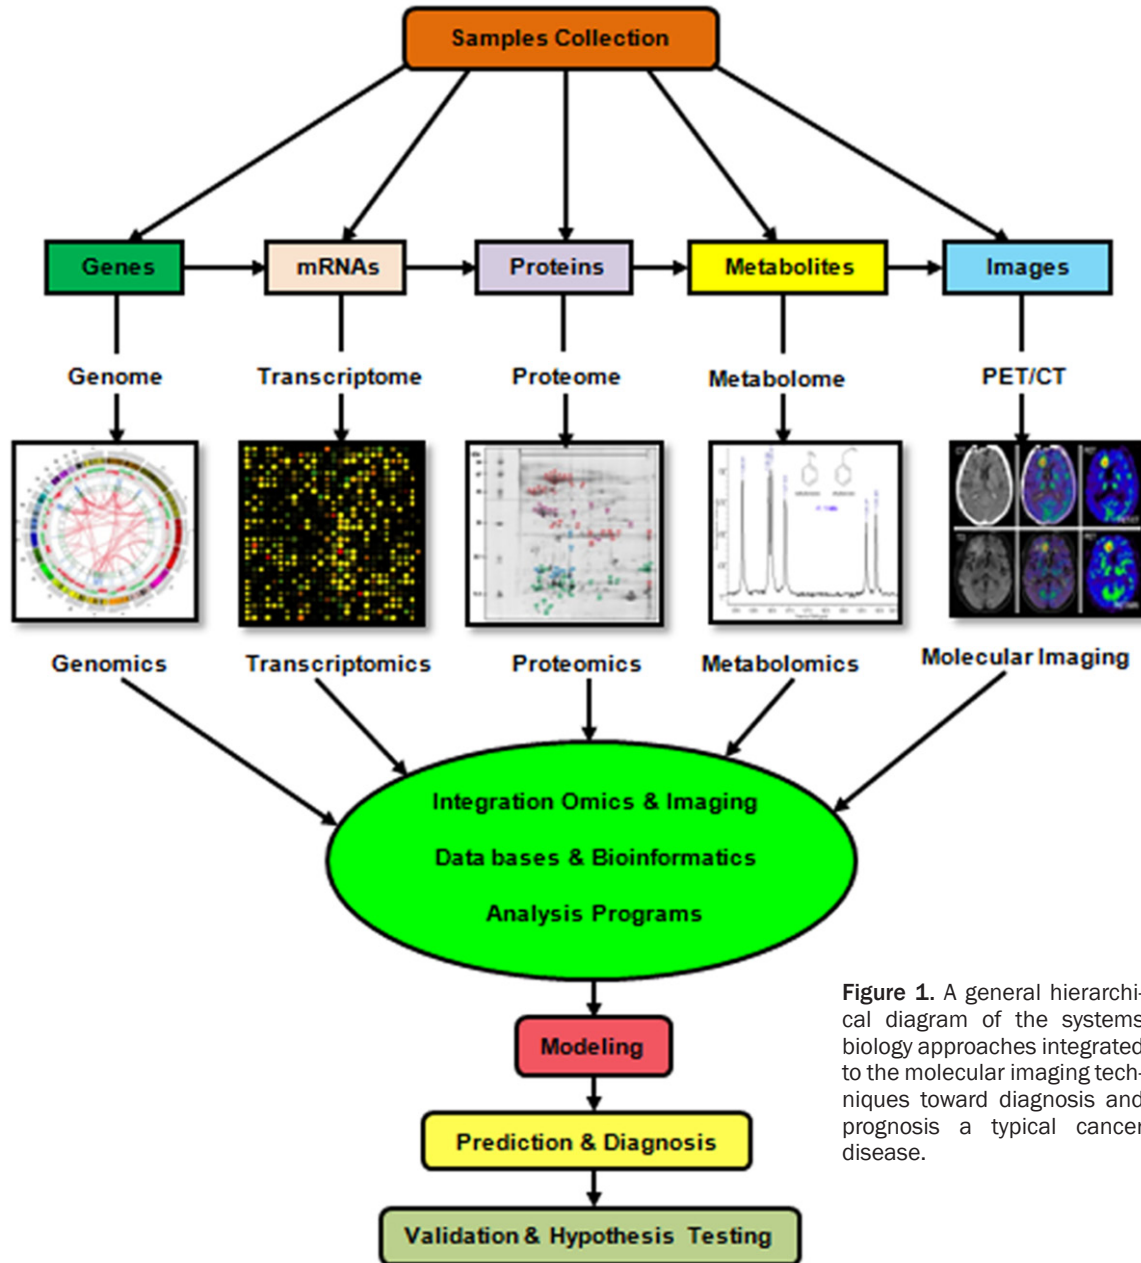 Samples Collection
Genes
mRNAs
Proteins
Metabolites
Images
Genome
Transcriptome
Proteome
Metabolome
PET/CT
CT
PET
Genomics
Transcriptomics
Proteomics
Metabolomics
Molecular Imaging
Integration Omics & Imaging
Data bases & Bioinformatics
Analysis Programs
Modeling
Prediction & Diagnosis
Validation & Hypothesis Testing
Figure 1. A general hierarchi-
cal diagram of the systems
biology approaches integrated
to the molecular imaging tech-
niques toward diagnosis and
prognosis a typical cancer
disease.